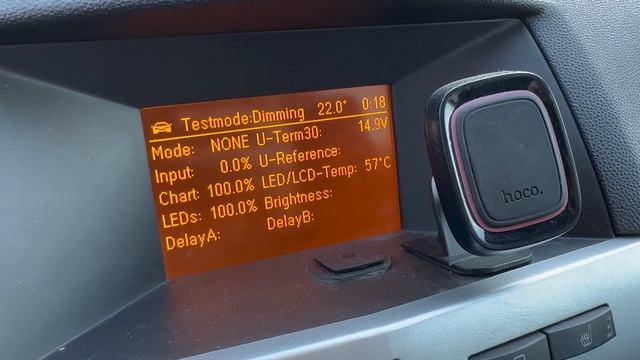 Testmode:Dimming 22.0° 0:18
Mode: NONE U-Term30: 14.9V
Input: 0.0% U-Reference:
Chart: 100.0% LED/LCD-Temp: 57°C
LEDs: 100.0% Brightness:
DelayA: DelayB:
hoco.